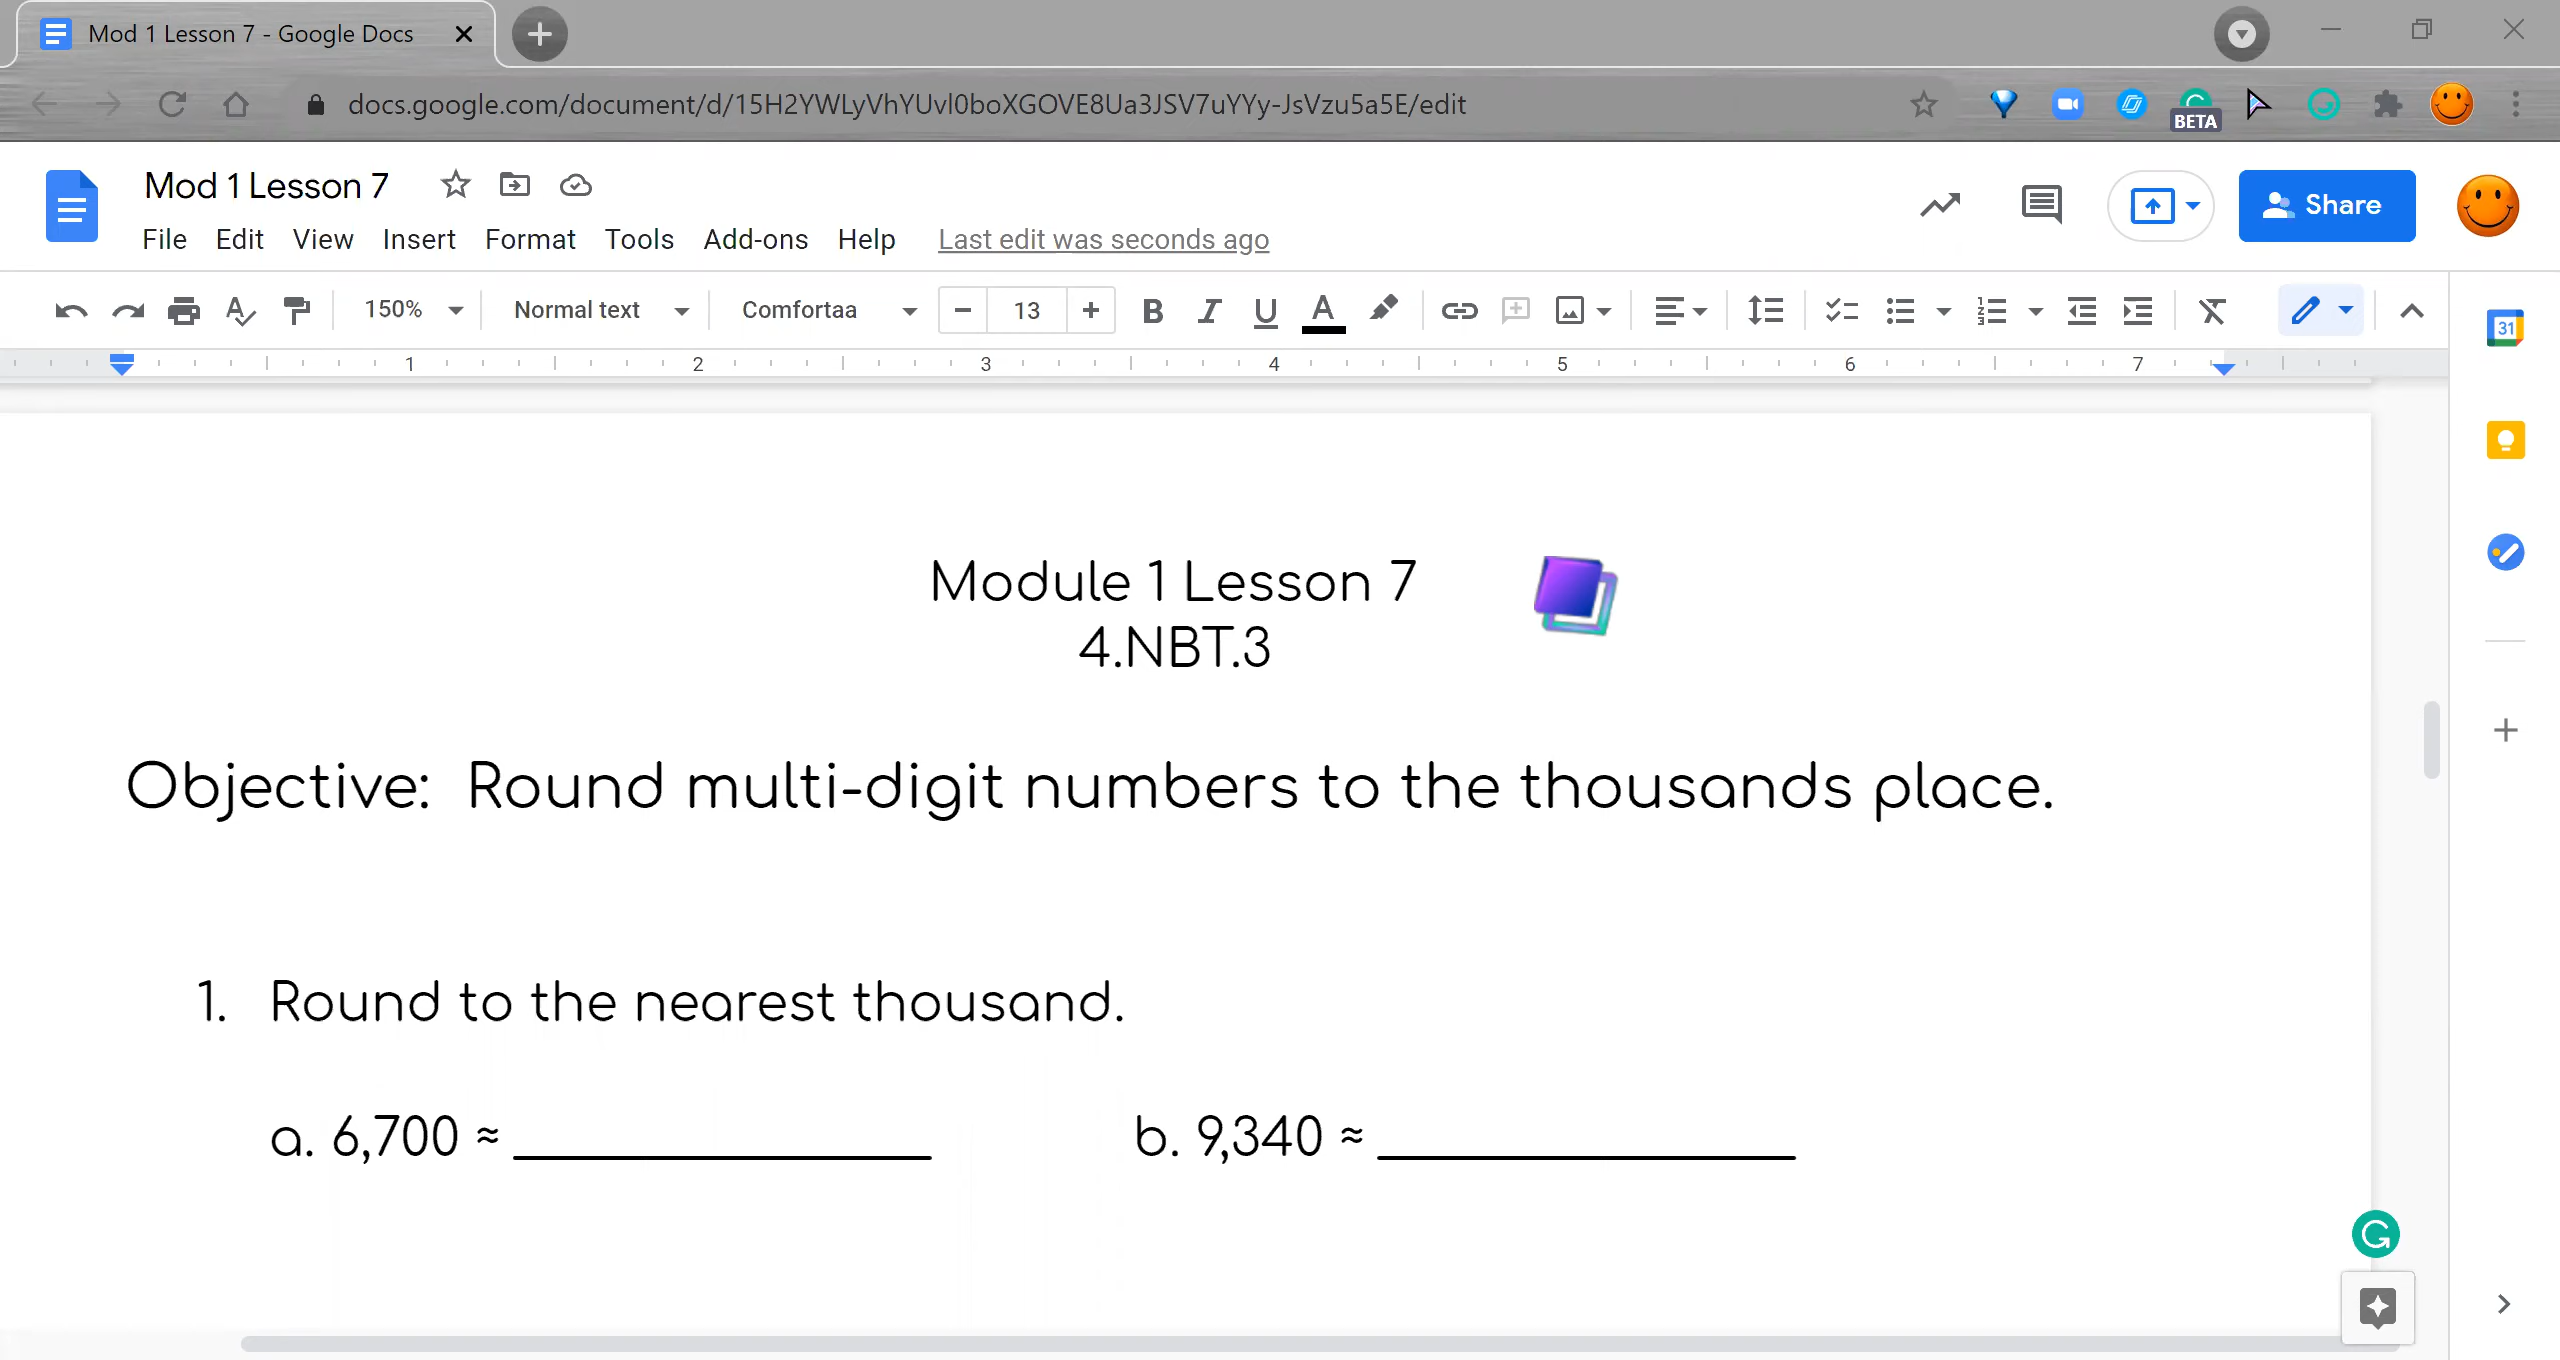 Mod 1 Lesson 7 - Google Docs
docs.google.com/document/d/15H2YWLyVhYUvl0boXGOVE8Ua3JSV7uYYy-JsVzu5a5E/edit
BETA
Mod 1 Lesson 7
File Edit View Insert Format Tools Add-ons Help Last edit was seconds ago
Share
150% Normal text Comfortaa 13 B I U A
31
1 2 3 4 5 6 7
Module 1 Lesson 7
4.NBT.3
Objective: Round multi-digit numbers to the thousands place.
1. Round to the nearest thousand.
a. 6,700 ≈ ____________ b. 9,340 ≈ ____________